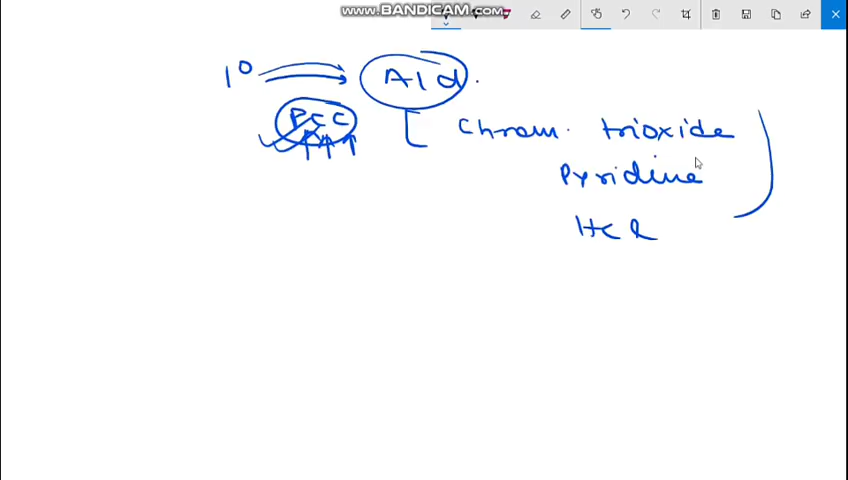 www.BANDICAM.com
1° Ald.
PCC
Chrom. trioxide
Pyridine
HCl